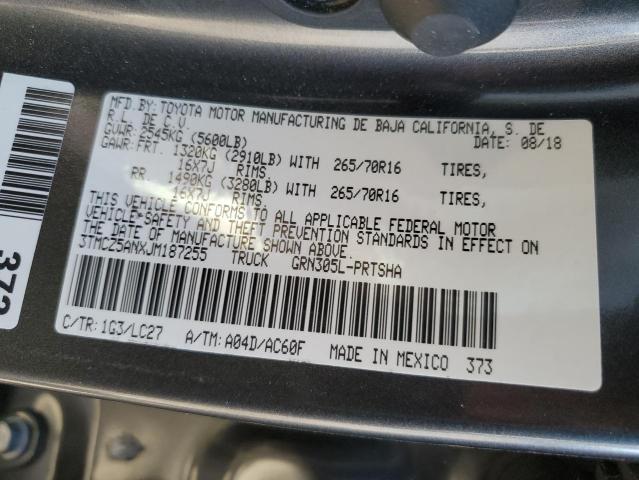 MFD.BY:TOYOTA MOTOR MANUFACTURING DE BAJA CALIFORNIA, S. DE
R.L. DE C.V. DATE: 08/18
GVWR: 2545KG (5600LB)
GAWR:FRT. 1320KG (2910LB) WITH 265/70R16 TIRES,
16X7J RIMS,
RR 1490KG (3280LB) WITH 265/70R16 TIRES,
16X7J RIMS.
THIS VEHICLE CONFORMS TO ALL APPLICABLE FEDERAL MOTOR
VEHICLE-SAFETY AND THEFT PREVENTION STANDARDS IN EFFECT ON
THE DATE OF MANUFACTURE SHOWN ABOVE.
3TMCZ5ANXJM187255 TRUCK GRN305L-PRTSHA
C/TR:1G3/LC27 A/TM:A04D/AC60F MADE IN MEXICO 373
373